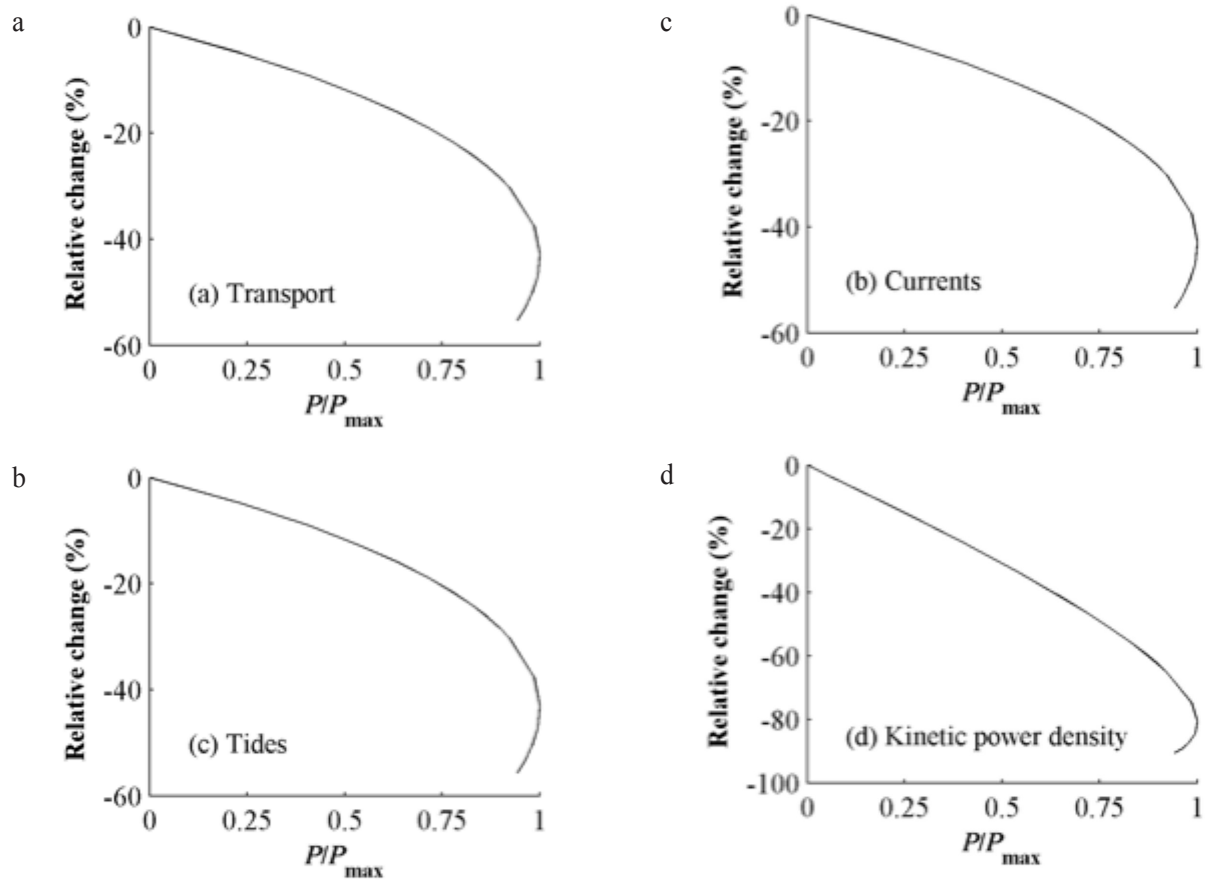 a
0
-20
-40
-60
Relative change (%)
(a) Transport
0 0.25 0.5 0.75 1
P/Pmax
c
0
-20
-40
-60
Relative change (%)
(b) Currents
0 0.25 0.5 0.75 1
P/Pmax
b
0
-20
-40
-60
Relative change (%)
(c) Tides
0 0.25 0.5 0.75 1
P/Pmax
d
0
-20
-40
-60
-80
-100
Relative change (%)
(d) Kinetic power density
0 0.25 0.5 0.75 1
P/Pmax